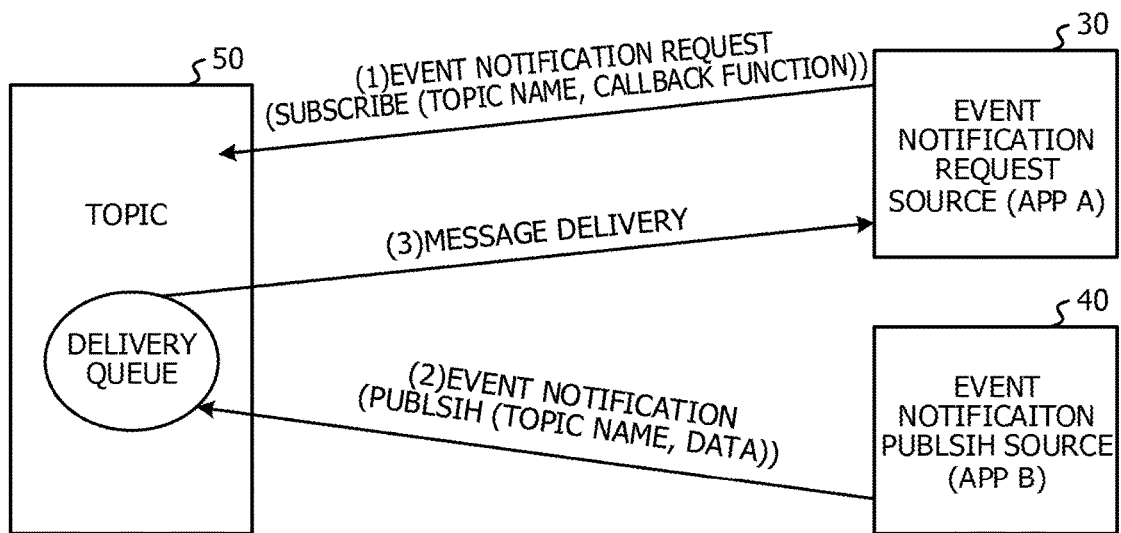 50
30
(1)EVENT NOTIFICATION REQUEST
(SUBSCRIBE (TOPIC NAME, CALLBACK FUNCTION))
EVENT
NOTIFICATION
REQUEST
SOURCE (APP A)
TOPIC
(3)MESSAGE DELIVERY
40
DELIVERY
QUEUE
(2)EVENT NOTIFICATION
(PUBLSIH (TOPIC NAME, DATA))
EVENT
NOTIFICAITON
PUBLSIH SOURCE
(APP B)